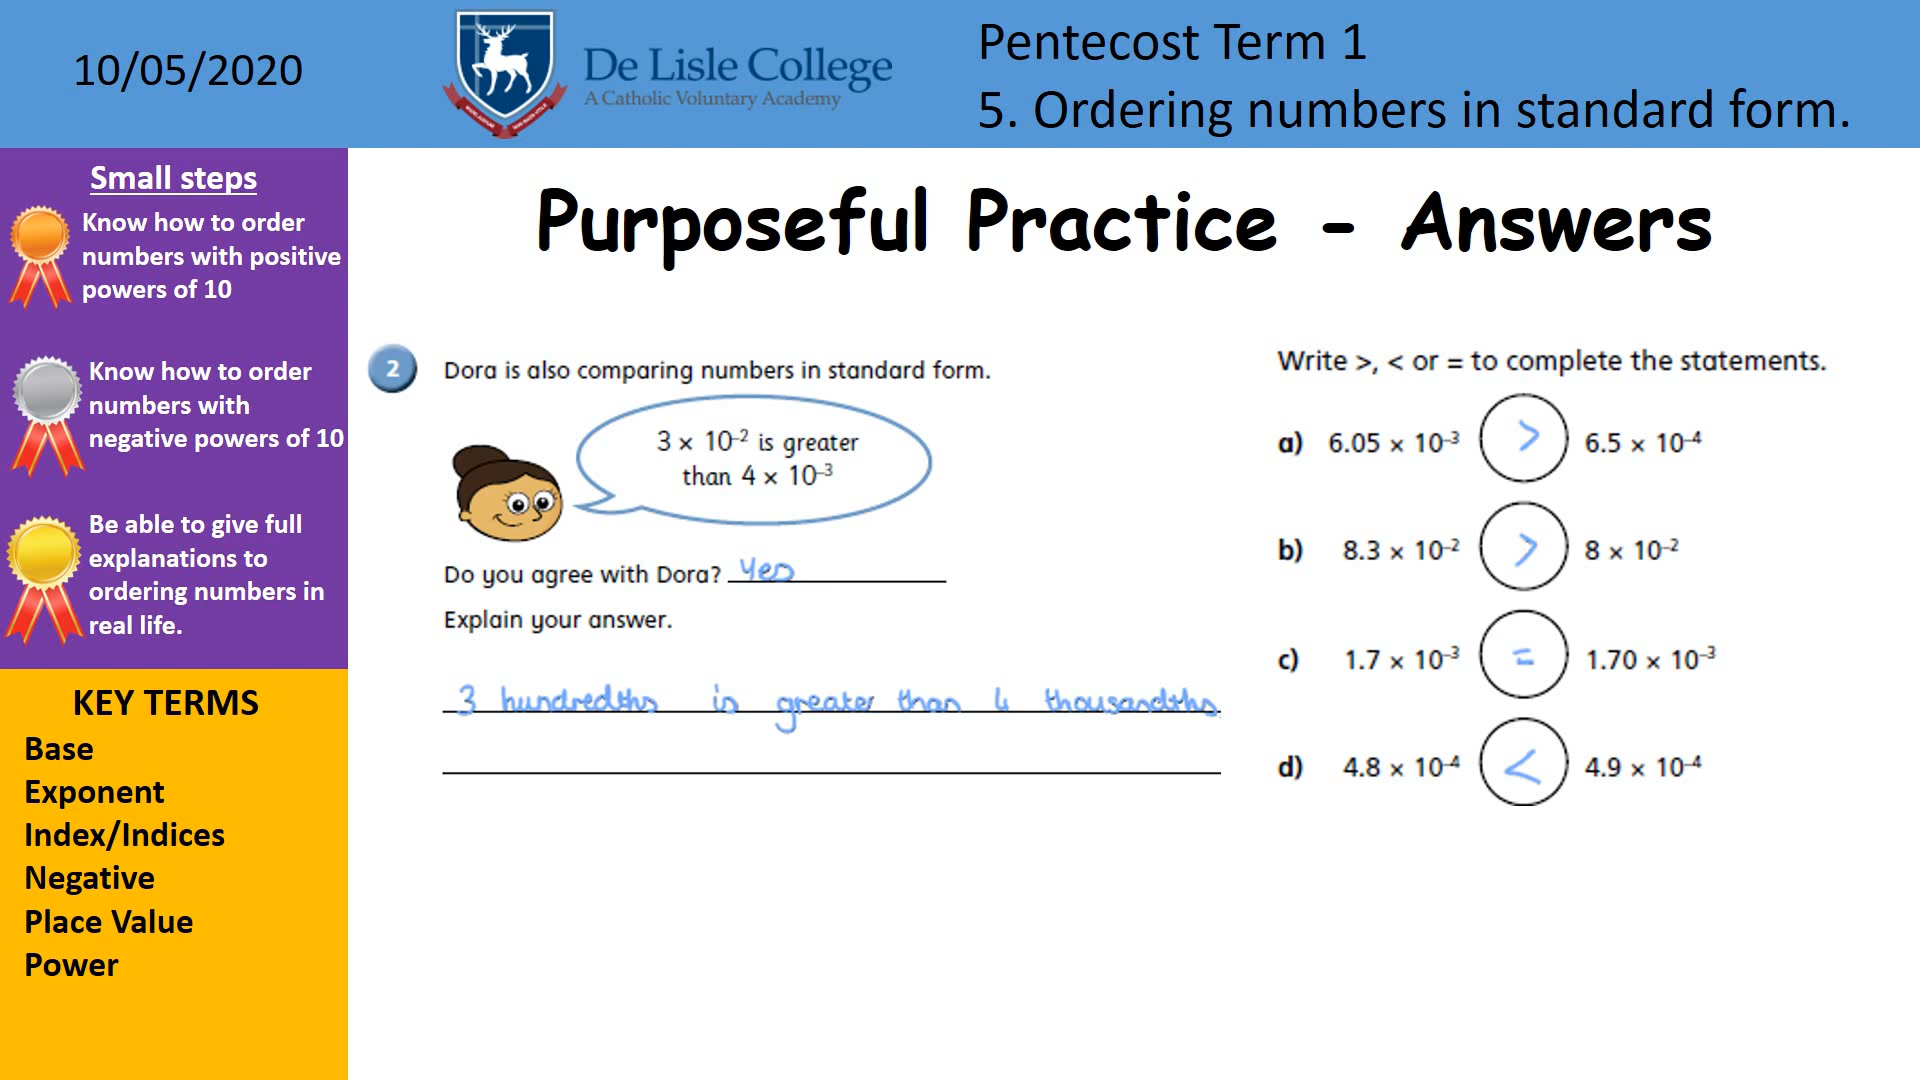 10/05/2020
De Lisle College
A Catholic Voluntary Academy
Pentecost Term 1
5. Ordering numbers in standard form.
Small steps
Know how to order
numbers with positive
powers of 10
Know how to order
numbers with
negative powers of 10
Be able to give full
explanations to
ordering numbers in
real life.
KEY TERMS
Base
Exponent
Index/Indices
Negative
Place Value
Power
Purposeful Practice - Answers
2 Dora is also comparing numbers in standard form.
3 × 10⁻² is greater
than 4 × 10⁻³
Do you agree with Dora? Yes
Explain your answer.
3 hundredths is greater than 4 thousandths
Write >, < or = to complete the statements.
a) 6.05 × 10⁻³ > 6.5 × 10⁻⁴
b) 8.3 × 10⁻² > 8 × 10⁻²
c) 1.7 × 10⁻³ = 1.70 × 10⁻³
d) 4.8 × 10⁻⁴ < 4.9 × 10⁻⁴